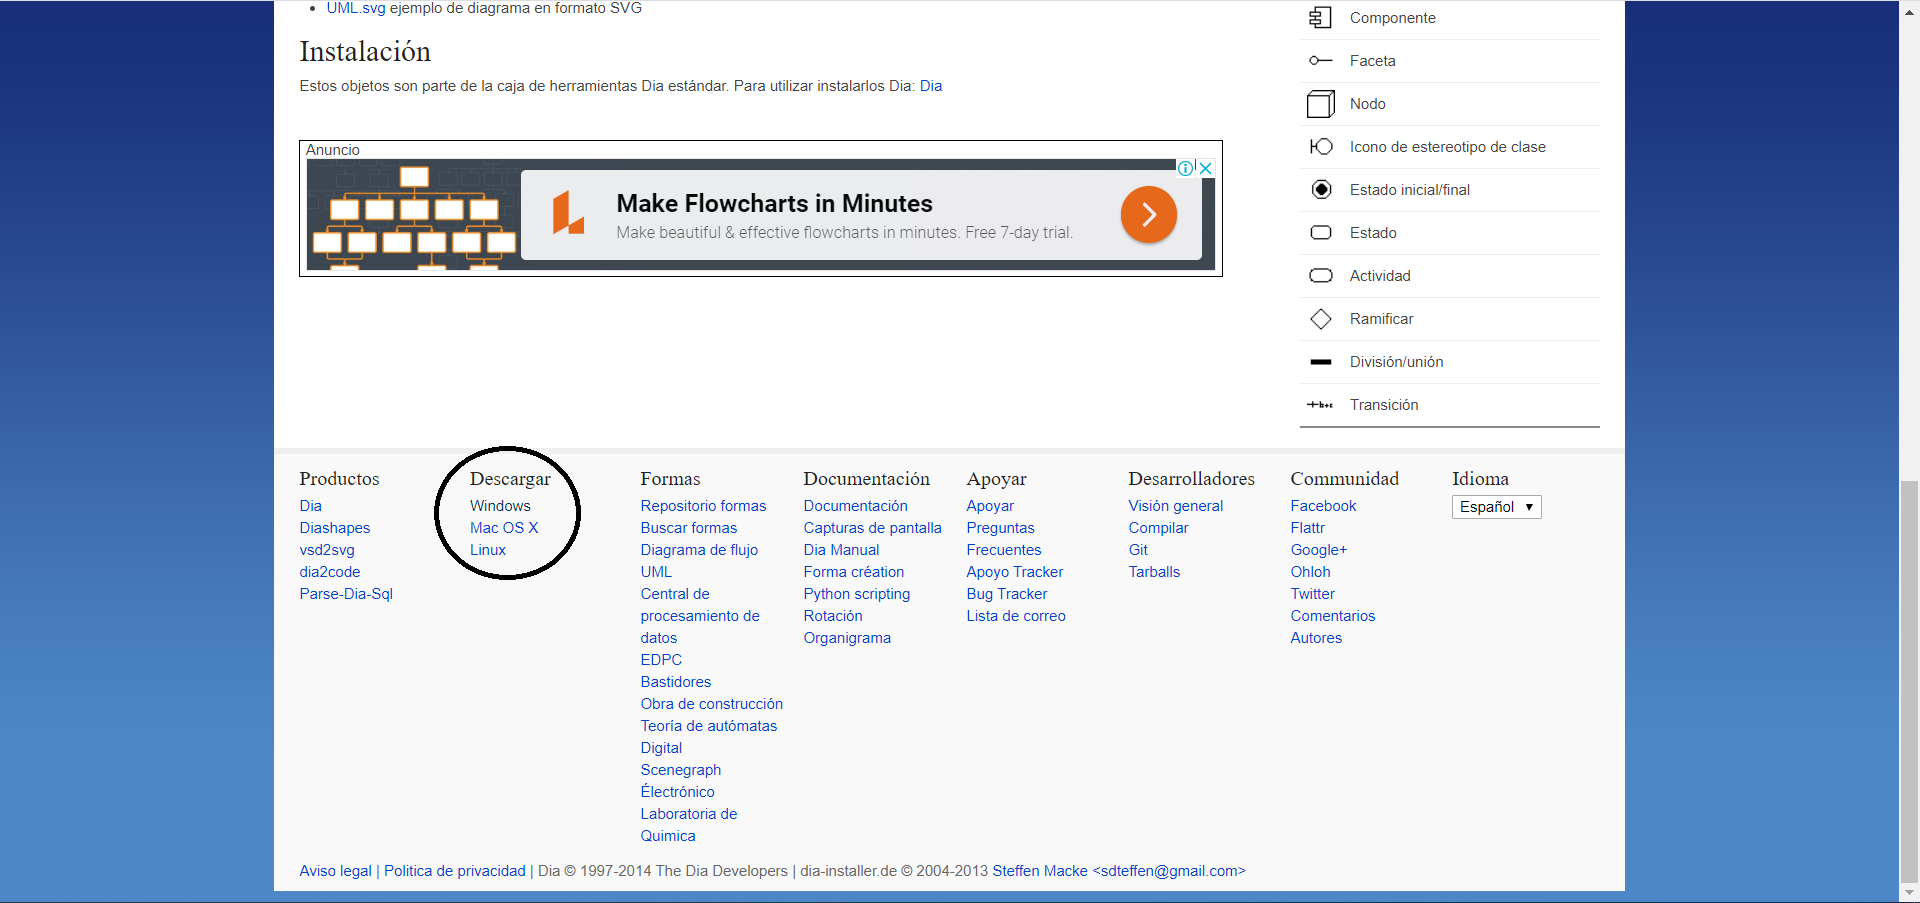 UML.svg ejemplo de diagrama en formato SVG
Instalación
Estos objetos son parte de la caja de herramientas Dia estándar. Para utilizar instalarlos Dia: Dia
Anuncio
Make Flowcharts in Minutes
Make beautiful & effective flowcharts in minutes. Free 7-day trial.
Componente
Faceta
Nodo
Icono de estereotipo de clase
Estado inicial/final
Estado
Actividad
Ramificar
División/unión
Transición
Productos
Dia
Diashapes
vsd2svg
dia2code
Parse-Dia-Sql
Descargar
Windows
Mac OS X
Linux
Formas
Repositorio formas
Buscar formas
Diagrama de flujo
UML
Central de
procesamiento de
datos
EDPC
Bastidores
Obra de construcción
Teoría de autómatas
Digital
Scenegraph
Électrónico
Laboratoria de
Quimica
Documentación
Documentación
Capturas de pantalla
Dia Manual
Forma création
Python scripting
Rotación
Organigrama
Apoyar
Apoyar
Preguntas
Frecuentes
Apoyo Tracker
Bug Tracker
Lista de correo
Desarrolladores
Visión general
Compilar
Git
Tarballs
Communidad
Facebook
Flattr
Google+
Ohloh
Twitter
Comentarios
Autores
Idioma
Español
Aviso legal | Politica de privacidad | Dia © 1997-2014 The Dia Developers | dia-installer.de © 2004-2013 Steffen Macke <sdteffen@gmail.com>